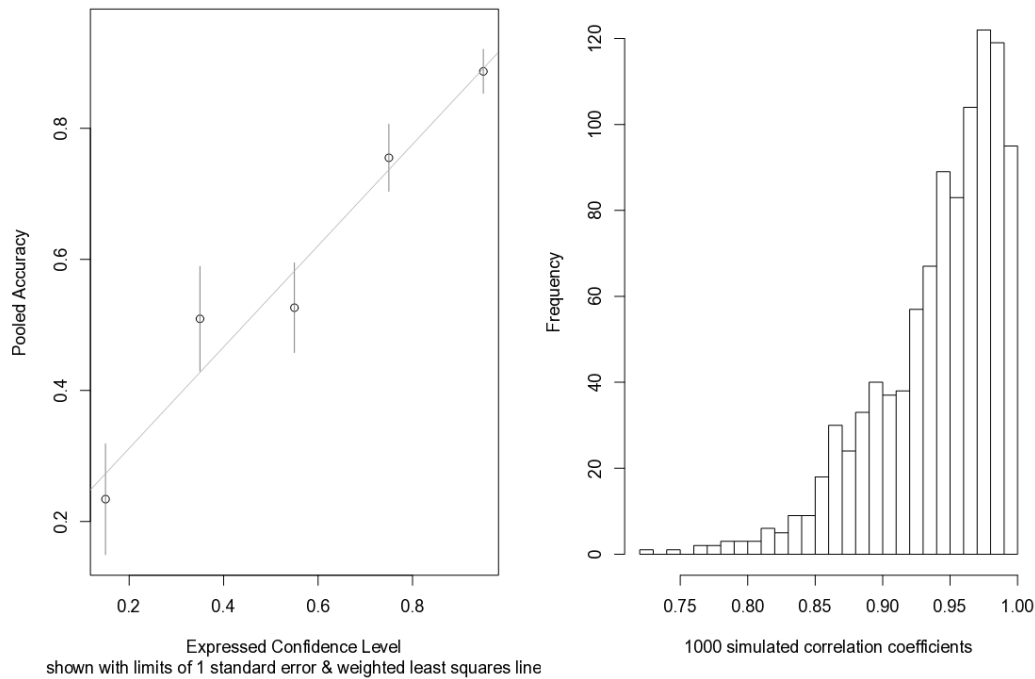 0.8
0.6
0.4
0.2
Pooled Accuracy
0.2 0.4 0.6 0.8
Expressed Confidence Level
shown with limits of 1 standard error & weighted least squares line
120
100
80
60
40
20
0
Frequency
0.75 0.80 0.85 0.90 0.95 1.00
1000 simulated correlation coefficients